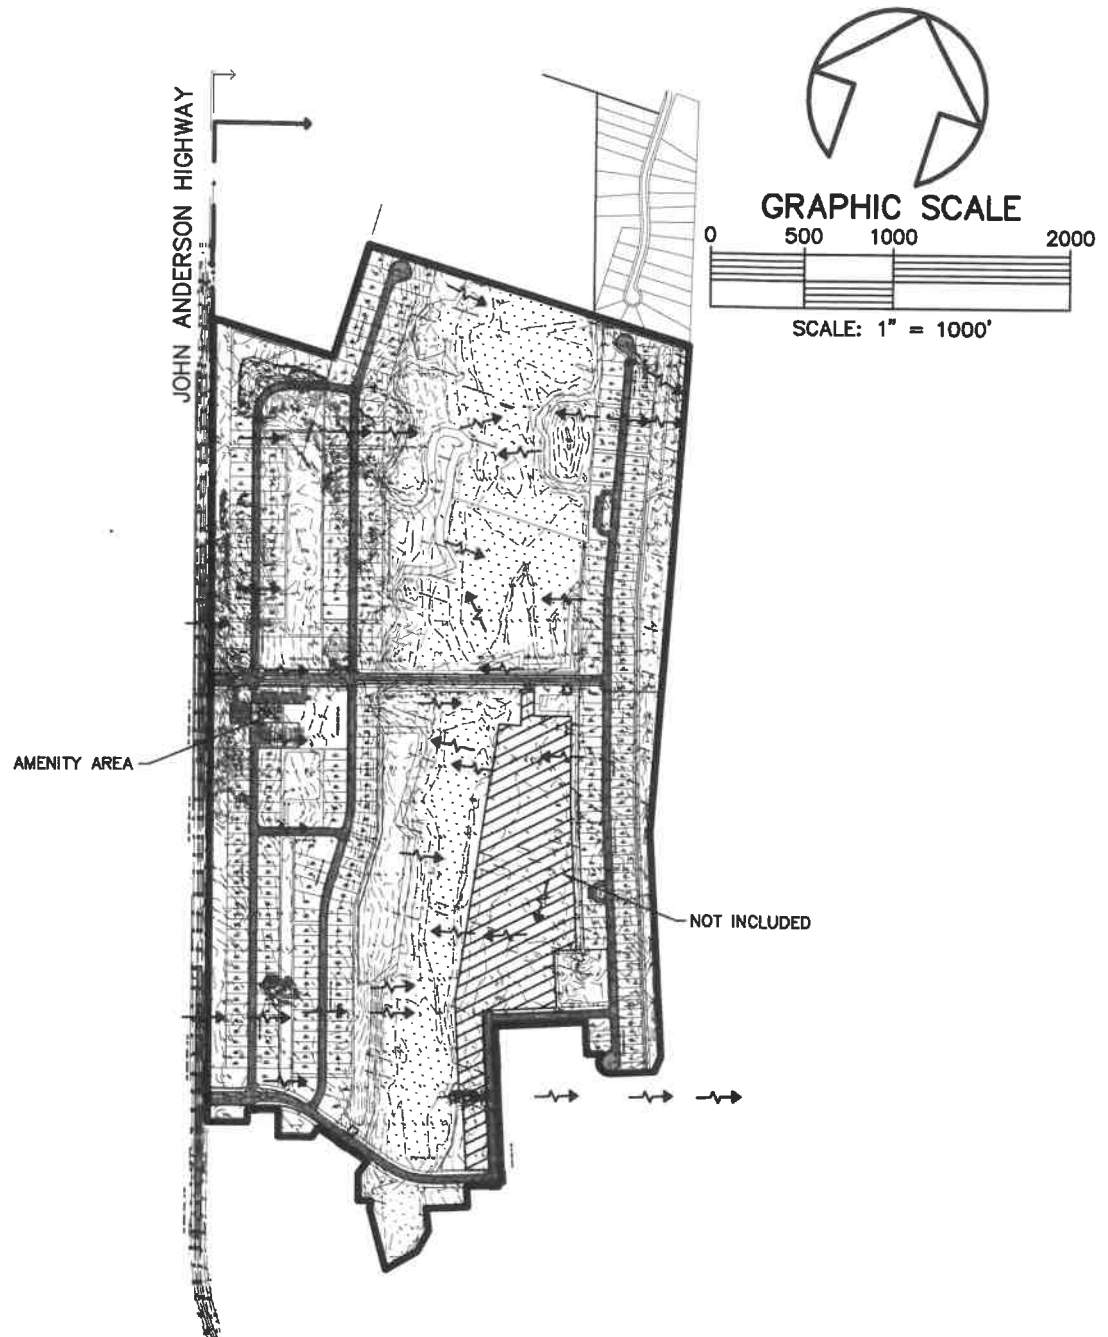 JOHN ANDERSON HIGHWAY
GRAPHIC SCALE
0 500 1000 2000
SCALE: 1" = 1000'
AMENITY AREA
NOT INCLUDED